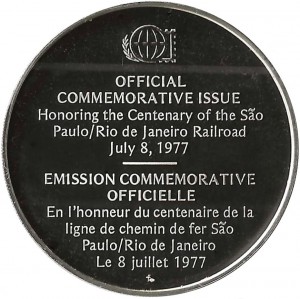 OFFICIAL
COMMEMORATIVE ISSUE
Honoring the Centenary of the São
Paulo/Rio de Janeiro Railroad
July 8, 1977
EMISSION COMMEMORATIVE
OFFICIELLE
En l'honneur du centenaire de la
ligne de chemin de fer São
Paulo/Rio de Janeiro
Le 8 juillet 1977